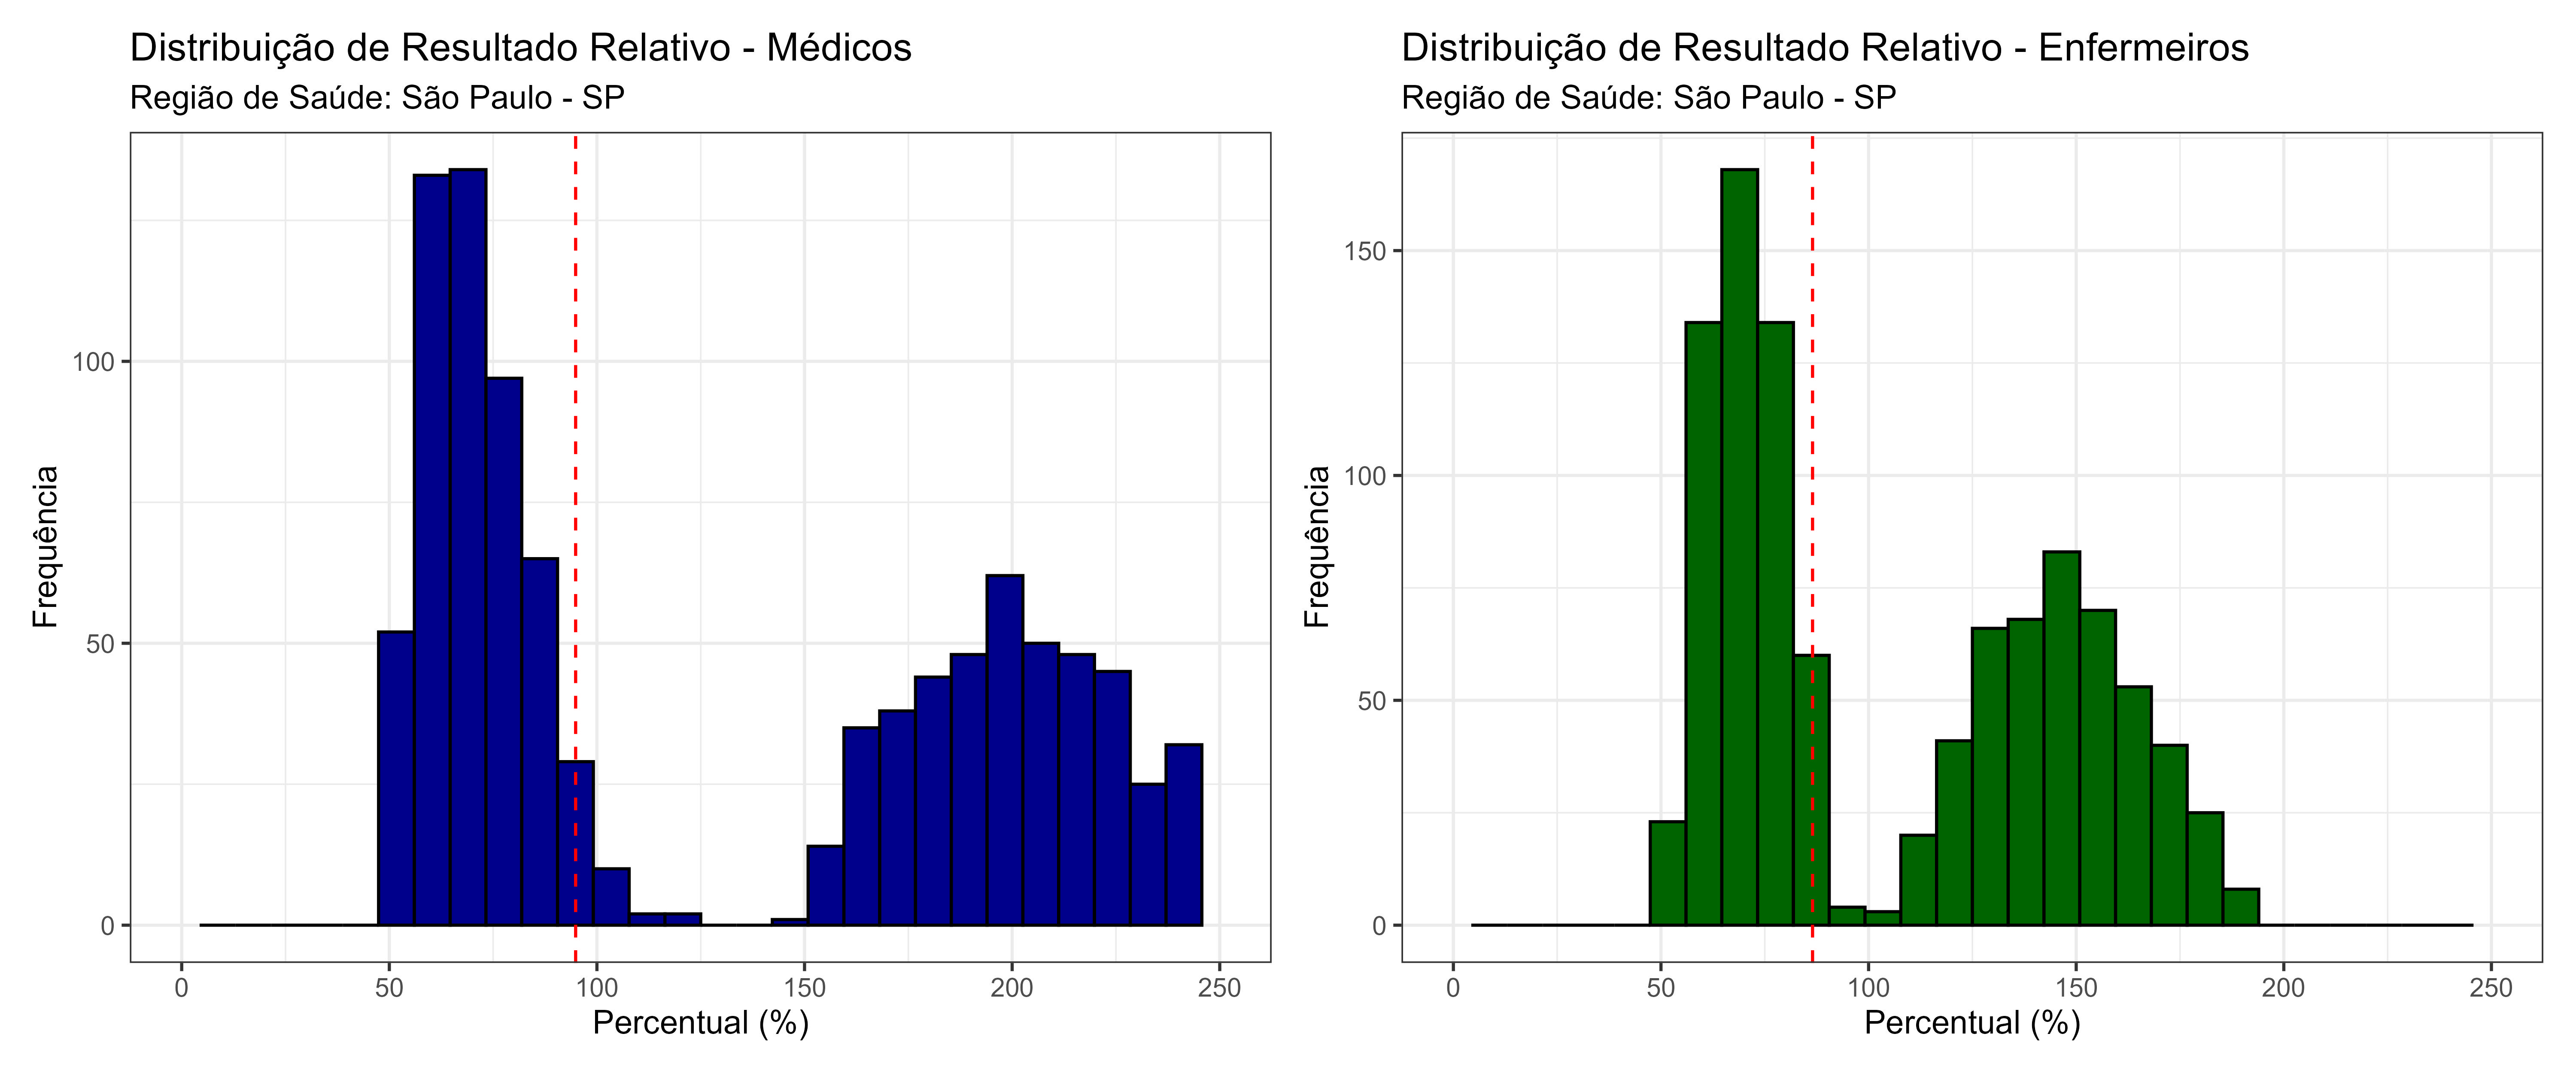 Distribuição de Resultado Relativo - Médicos
Região de Saúde: São Paulo - SP
Frequência
100
50
0
0 50 100 150 200 250
Percentual (%)
Distribuição de Resultado Relativo - Enfermeiros
Região de Saúde: São Paulo - SP
Frequência
150
100
50
0
0 50 100 150 200 250
Percentual (%)